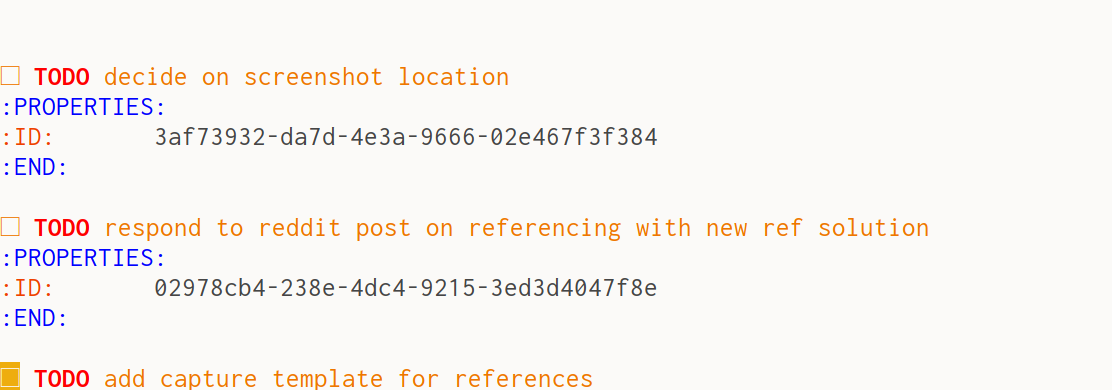 TODO decide on screenshot location
:PROPERTIES:
:ID: 3af73932-da7d-4e3a-9666-02e467f3f384
:END:
TODO respond to reddit post on referencing with new ref solution
:PROPERTIES:
:ID: 02978cb4-238e-4dc4-9215-3ed3d4047f8e
:END:
TODO add capture template for references